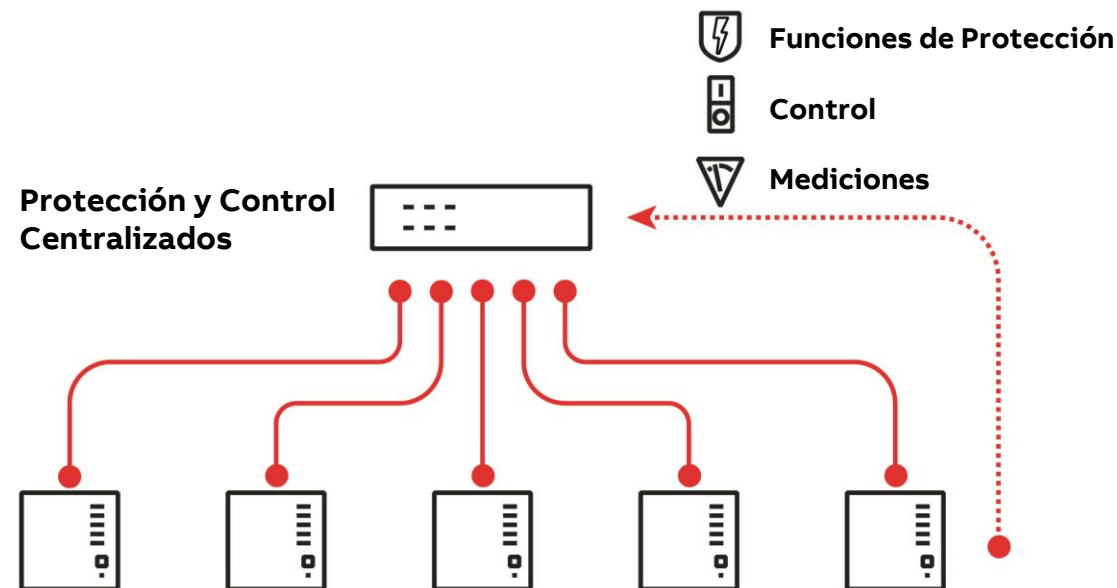 Funciones de Protección
Control
Mediciones
Protección y Control
Centralizados